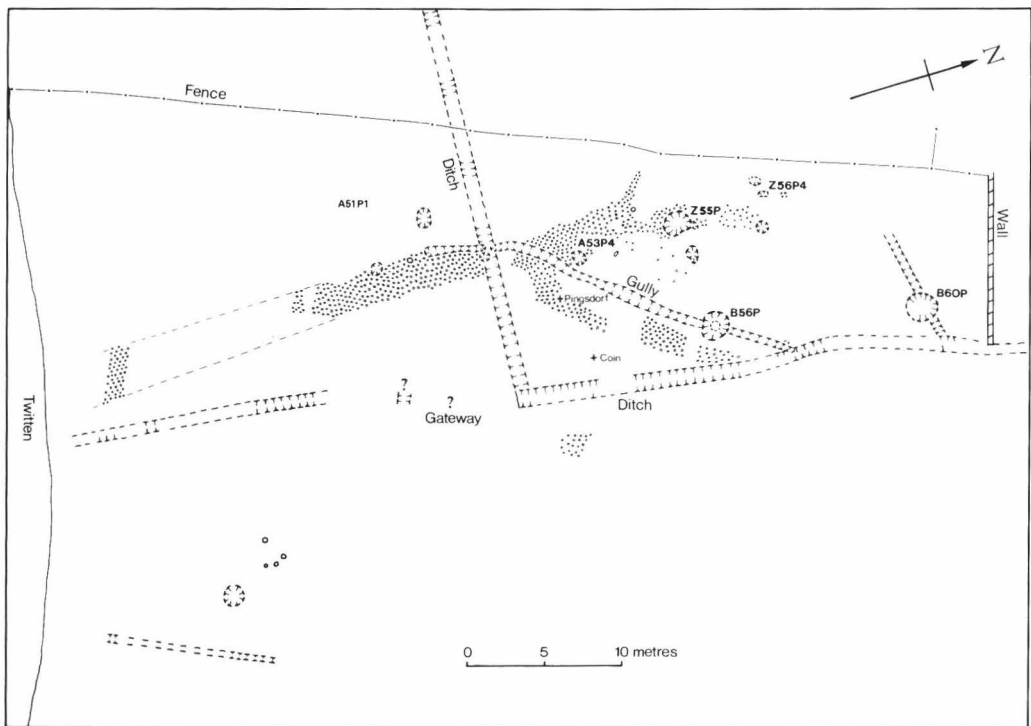 N
Fence
Ditch
A51P1
Z56P4
Z55P
A53P4
Wall
Gully
Pingsdorf
B56P
B60P
Coin
Twitten
?
?
Gateway
Ditch
0 5 10 metres